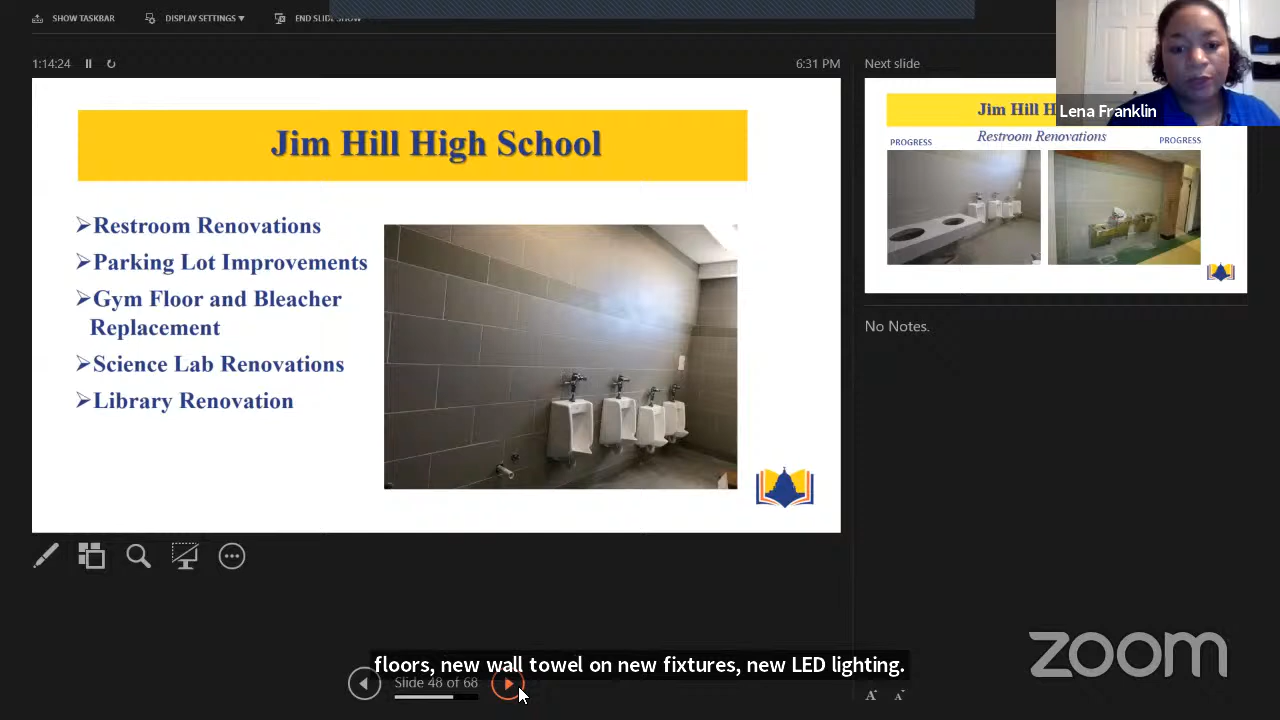 SHOW TASKBAR
DISPLAY SETTINGS ▼
END SLIDE SHOW
1:14:24
6:31 PM
Next slide
Jim Hill High School
➢Restroom Renovations
➢Parking Lot Improvements
➢Gym Floor and Bleacher
Replacement
➢Science Lab Renovations
➢Library Renovation
Jim Hill H
Lena Franklin
Restroom Renovations
PROGRESS
PROGRESS
No Notes.
floors, new wall towel on new fixtures, new LED lighting.
Slide 48 of 68
zoom
A
A